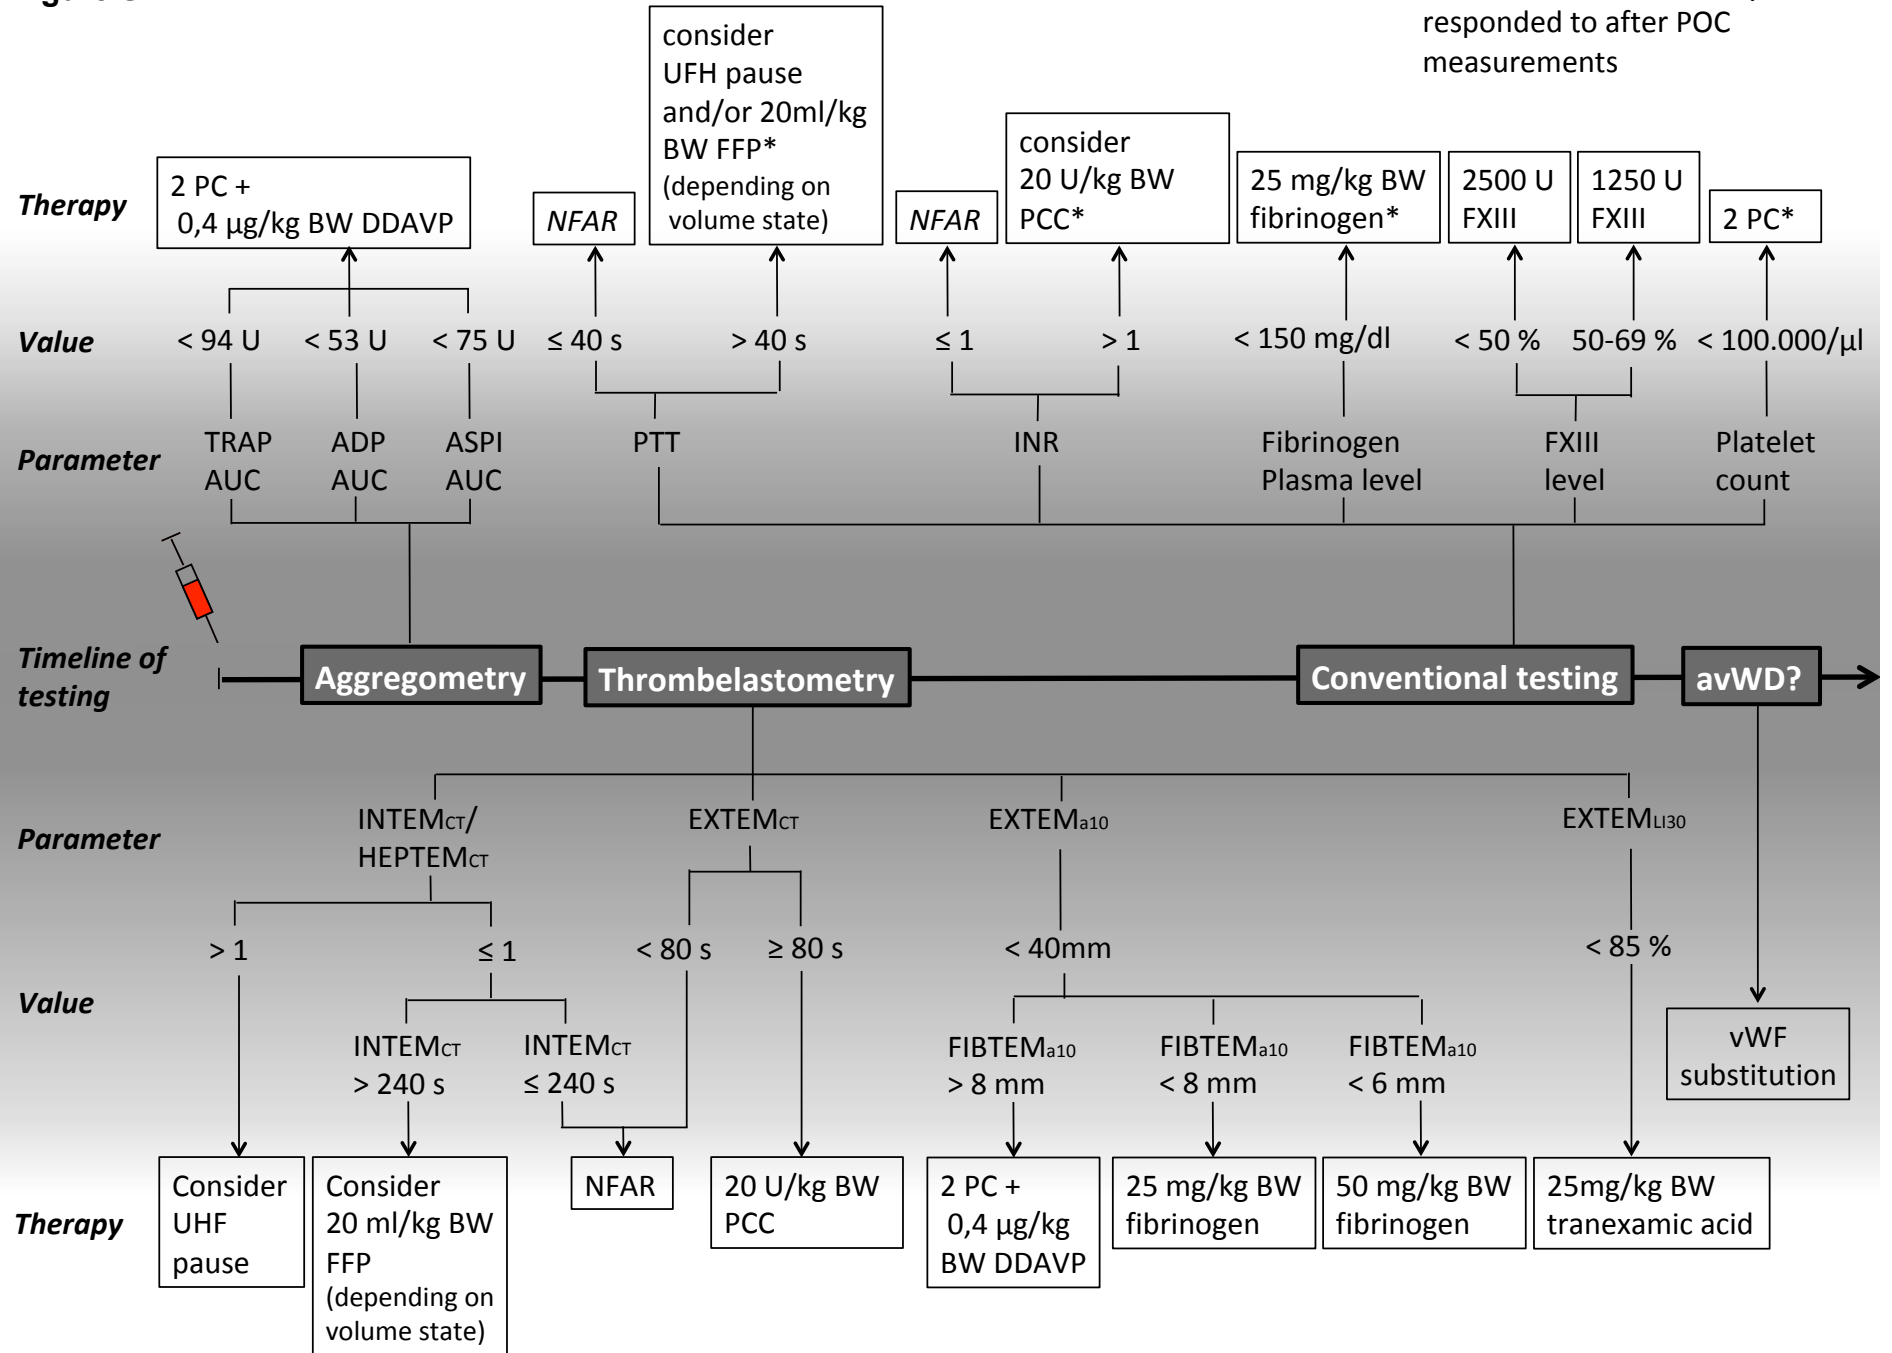 responded to after POC
measurements
Therapy
2 PC +
0,4 µg/kg BW DDAVP
NFAR
consider
UFH pause
and/or 20ml/kg
BW FFP*
(depending on
volume state)
NFAR
consider
20 U/kg BW
PCC*
25 mg/kg BW
fibrinogen*
2500 U
FXIII
1250 U
FXIII
2 PC*
Value
< 94 U
< 53 U
< 75 U
≤ 40 s
> 40 s
≤ 1
> 1
< 150 mg/dl
< 50 %
50-69 %
< 100.000/µl
Parameter
TRAP
AUC
ADP
AUC
ASPI
AUC
PTT
INR
Fibrinogen
Plasma level
FXIII
level
Platelet
count
Timeline of
testing
Aggregometry
Thrombelastometry
Conventional testing
avWD?
Parameter
INTEMCT/
HEPTEMCT
EXTEMCT
EXTEMa10
EXTEMLI30
Value
> 1
≤ 1
< 80 s
≥ 80 s
< 40mm
< 85 %
INTEMCT
> 240 s
INTEMCT
≤ 240 s
FIBTEMa10
> 8 mm
FIBTEMa10
< 8 mm
FIBTEMa10
< 6 mm
vWF
substitution
Therapy
Consider
UHF
pause
Consider
20 ml/kg BW
FFP
(depending on
volume state)
NFAR
20 U/kg BW
PCC
2 PC +
0,4 µg/kg
BW DDAVP
25 mg/kg BW
fibrinogen
50 mg/kg BW
fibrinogen
25mg/kg BW
tranexamic acid